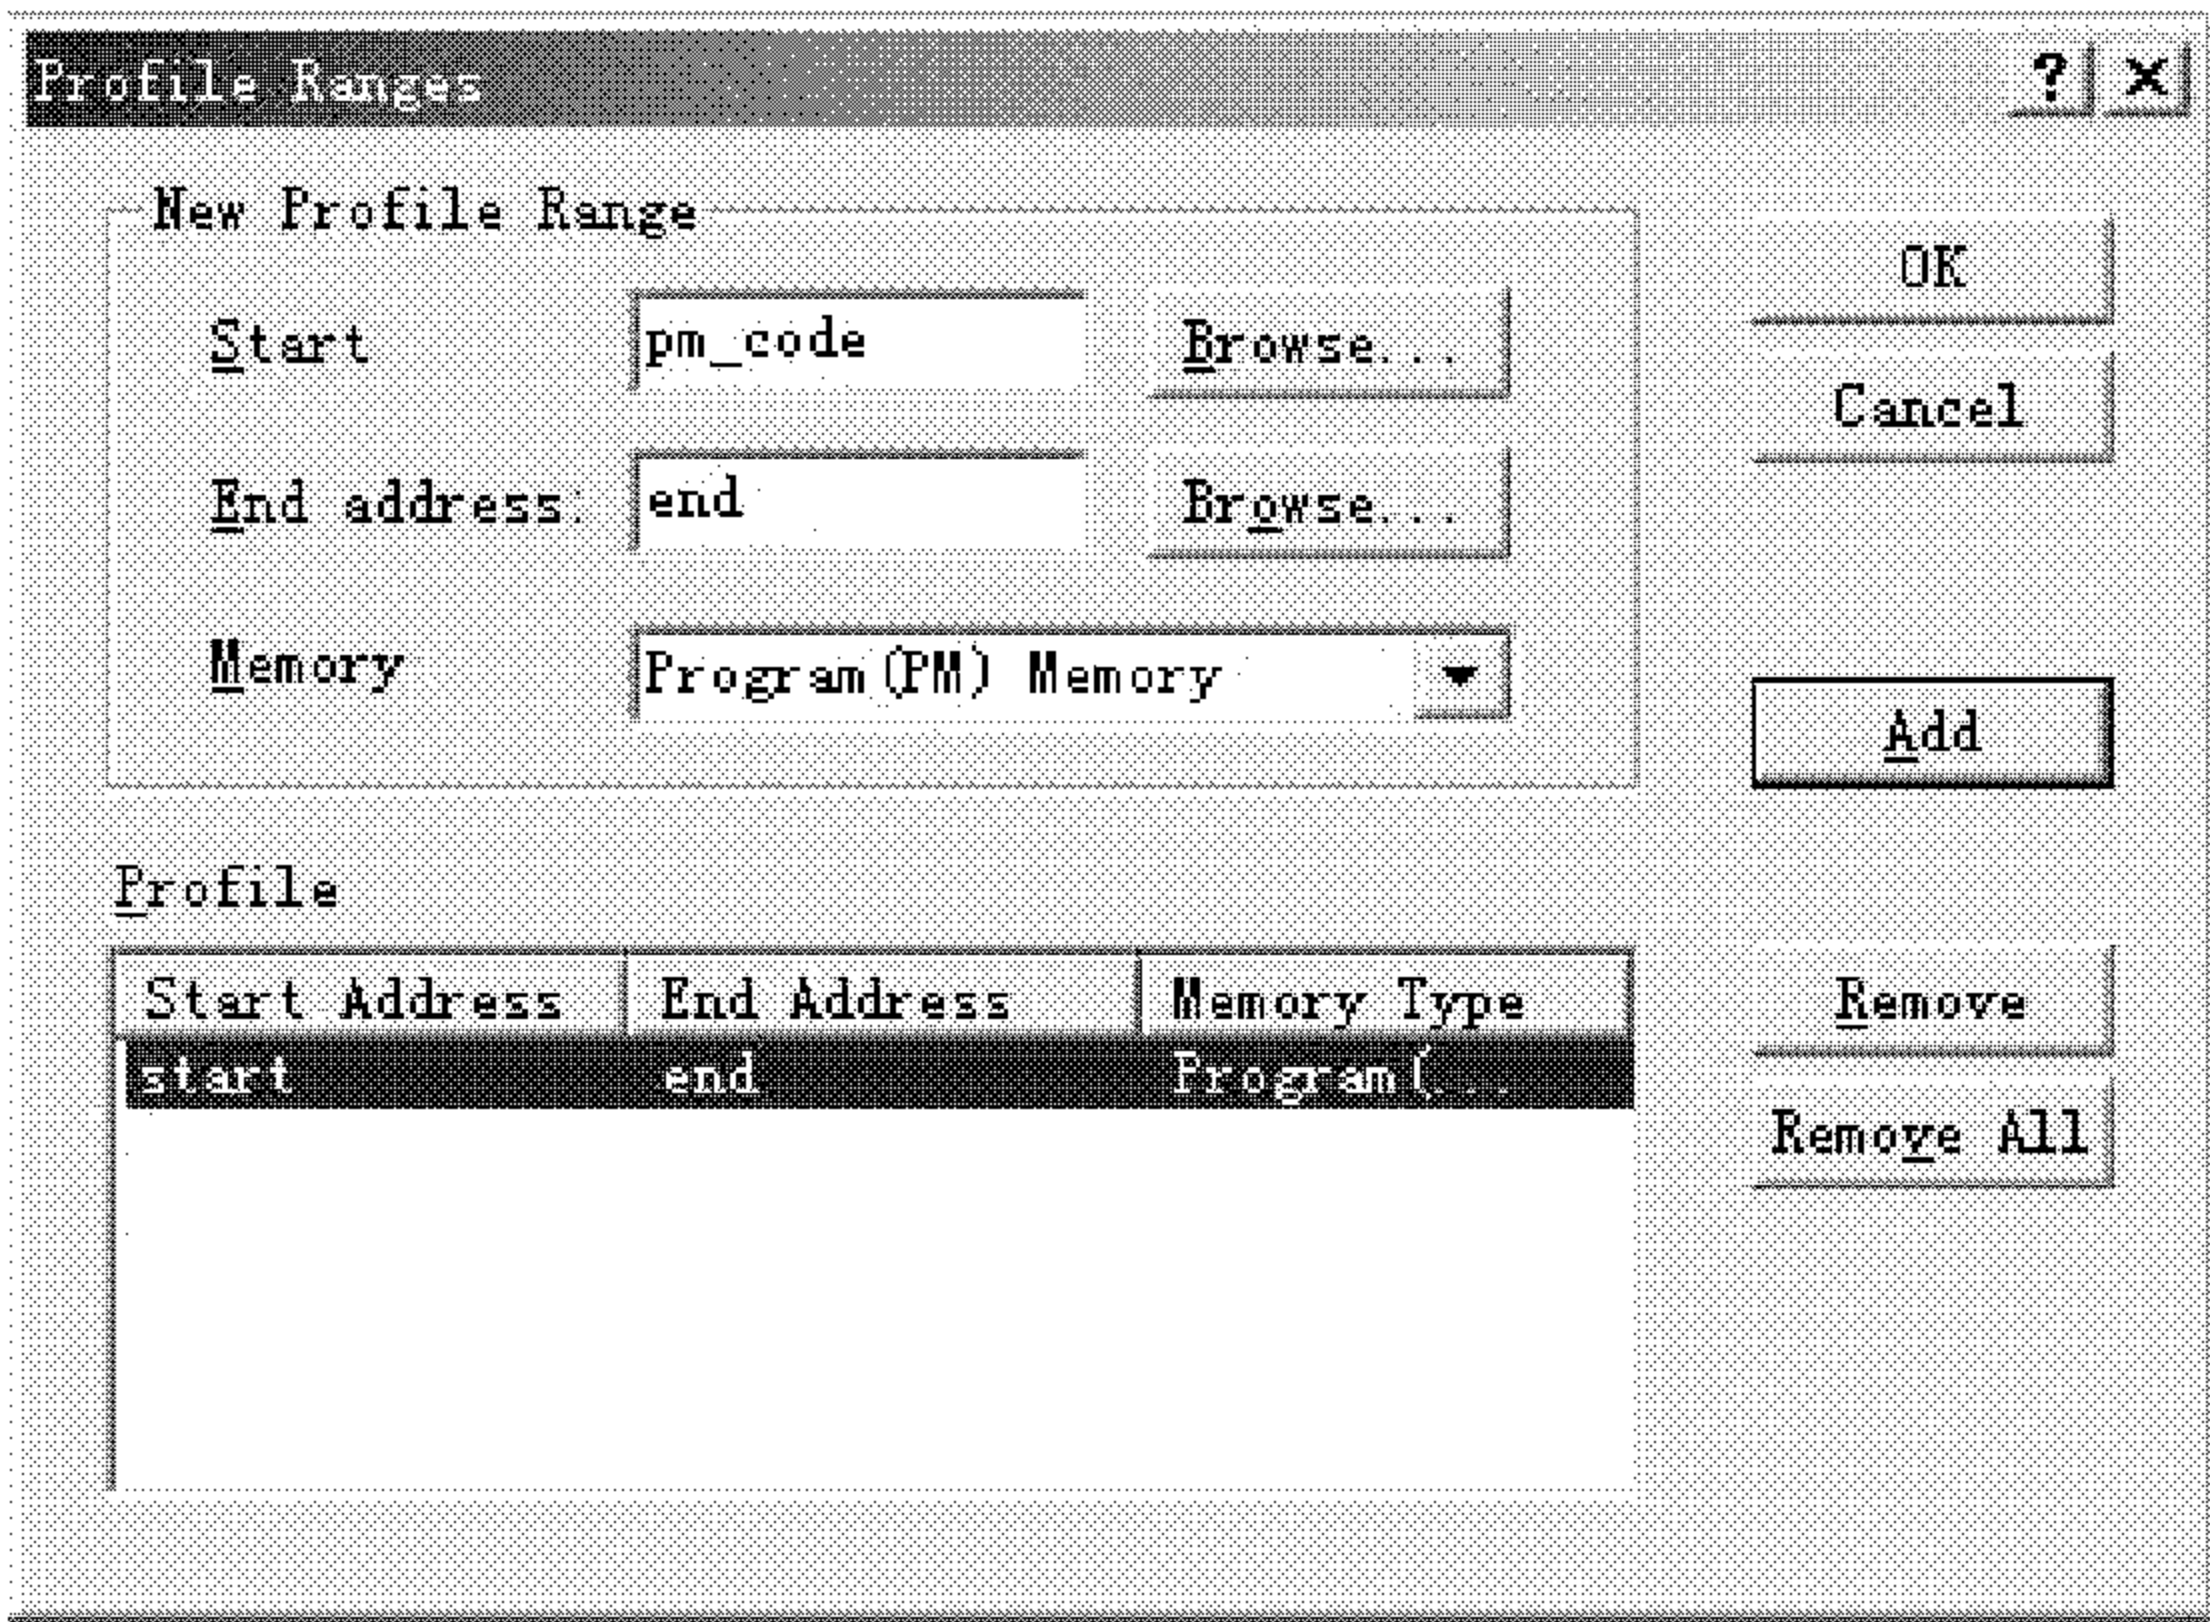 Profile Ranges
New Profile Range
Start pm_code Browse...
OK
End address: end Browse...
Cancel
Memory Program(PM) Memory
Add
Profile
Start Address End Address Memory Type
start end Program(...
Remove
Remove All